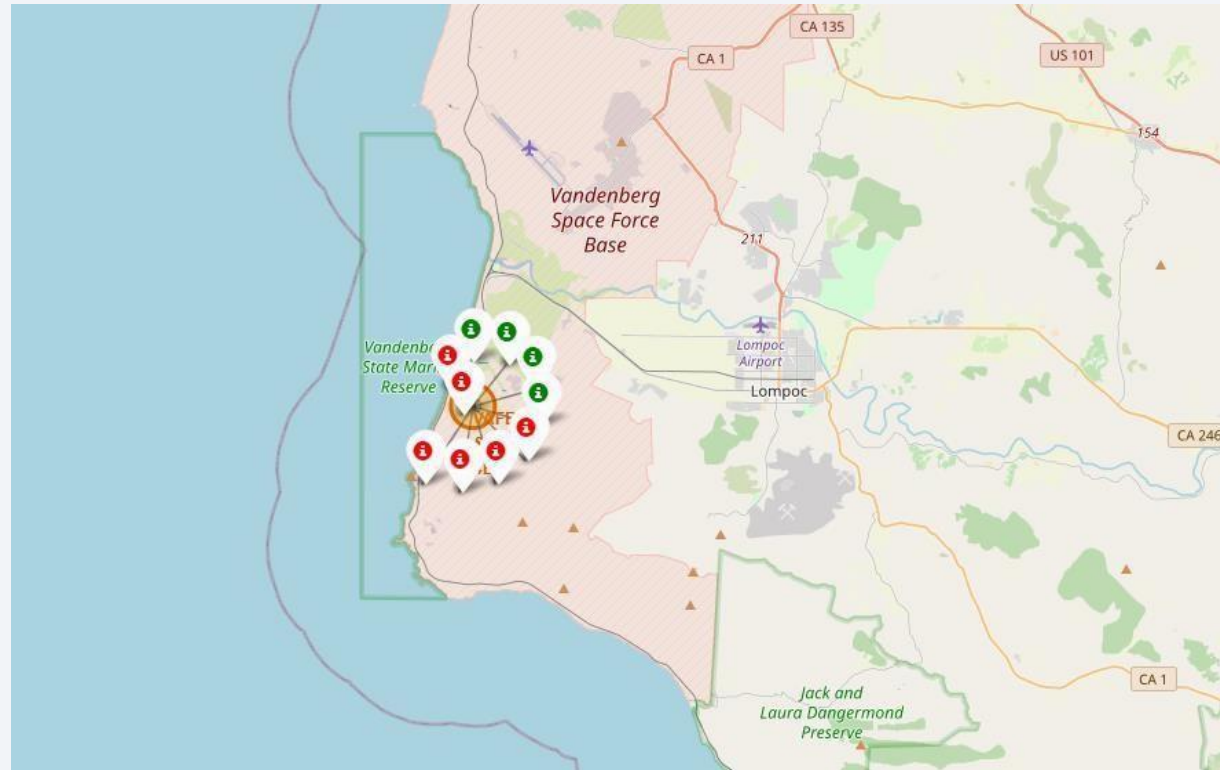 CA 135
CA 1
US 101
154
Vandenberg
Space Force
Base
211
Lompoc
Airport
Lompoc
State
Reserve
CA 246
CA 1
Jack and
Laura Dangermond
Preserve